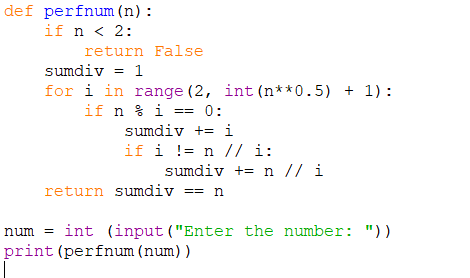 def perfnum(n):
    if n < 2:
        return False
    sumdiv = 1
    for i in range(2, int(n**0.5) + 1):
        if n % i == 0:
            sumdiv += i
            if i != n // i:
                sumdiv += n // i
    return sumdiv == n

num = int (input("Enter the number: "))
print(perfnum(num))